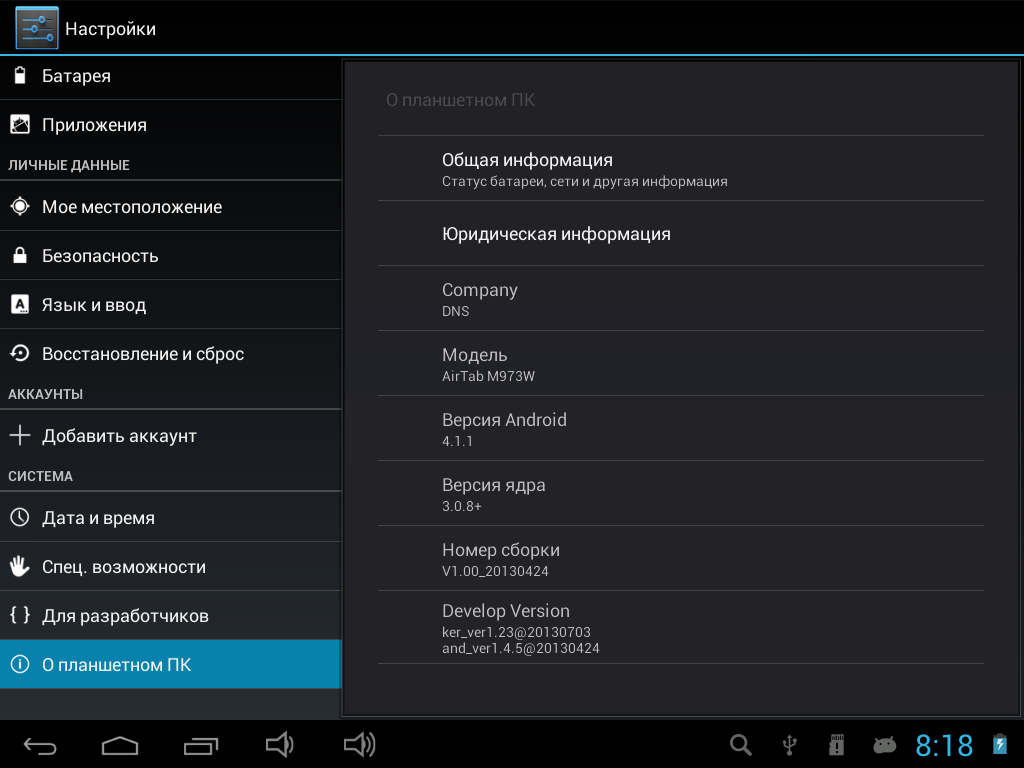 Настройки
Батарея
Приложения
ЛИЧНЫЕ ДАННЫЕ
Мое местоположение
Безопасность
Язык и ввод
Восстановление и сброс
АККАУНТЫ
Добавить аккаунт
СИСТЕМА
Дата и время
Спец. возможности
Для разработчиков
О планшетном ПК
О планшетном ПК
Общая информация
Статус батареи, сети и другая информация
Юридическая информация
Company
DNS
Модель
AirTab M973W
Версия Android
4.1.1
Версия ядра
3.0.8+
Номер сборки
V1.00_20130424
Develop Version
ker_ver1.23@20130703
and_ver1.4.5@20130424
8:18